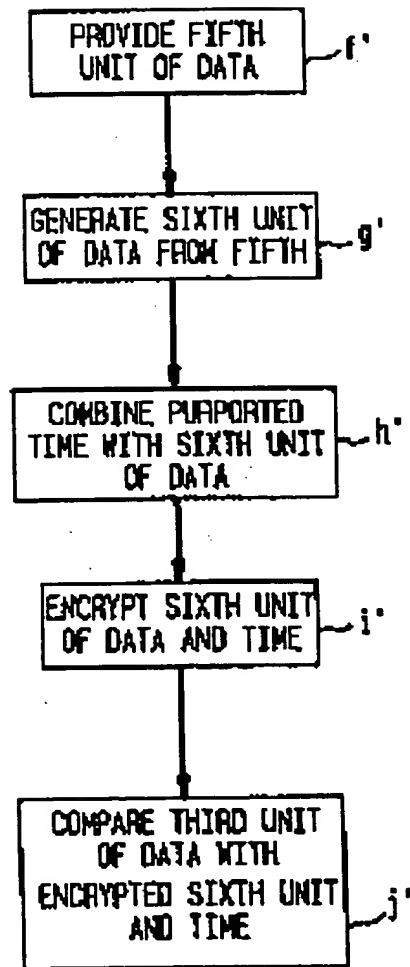 PROVIDE FIFTH
UNIT OF DATA
f'
GENERATE SIXTH UNIT
OF DATA FROM FIFTH
g'
COMBINE PURPORTED
TIME WITH SIXTH UNIT
OF DATA
h'
ENCRYPT SIXTH UNIT
OF DATA AND TIME
i'
COMPARE THIRD UNIT
OF DATA WITH
ENCRYPTED SIXTH UNIT
AND TIME
j'